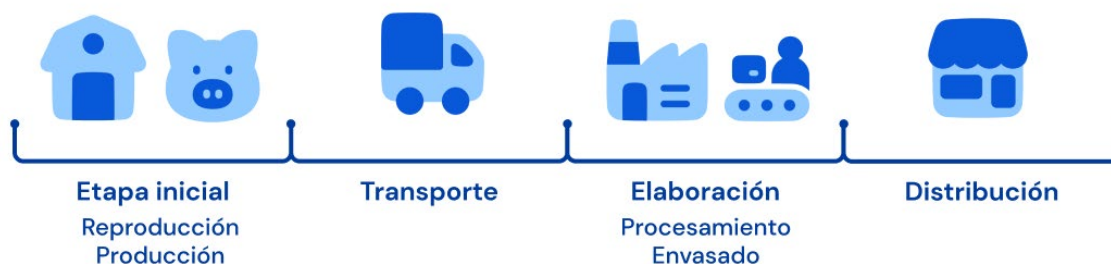 Etapa inicial
Reproducción
Producción
Transporte
Elaboración
Procesamiento
Envasado
Distribución